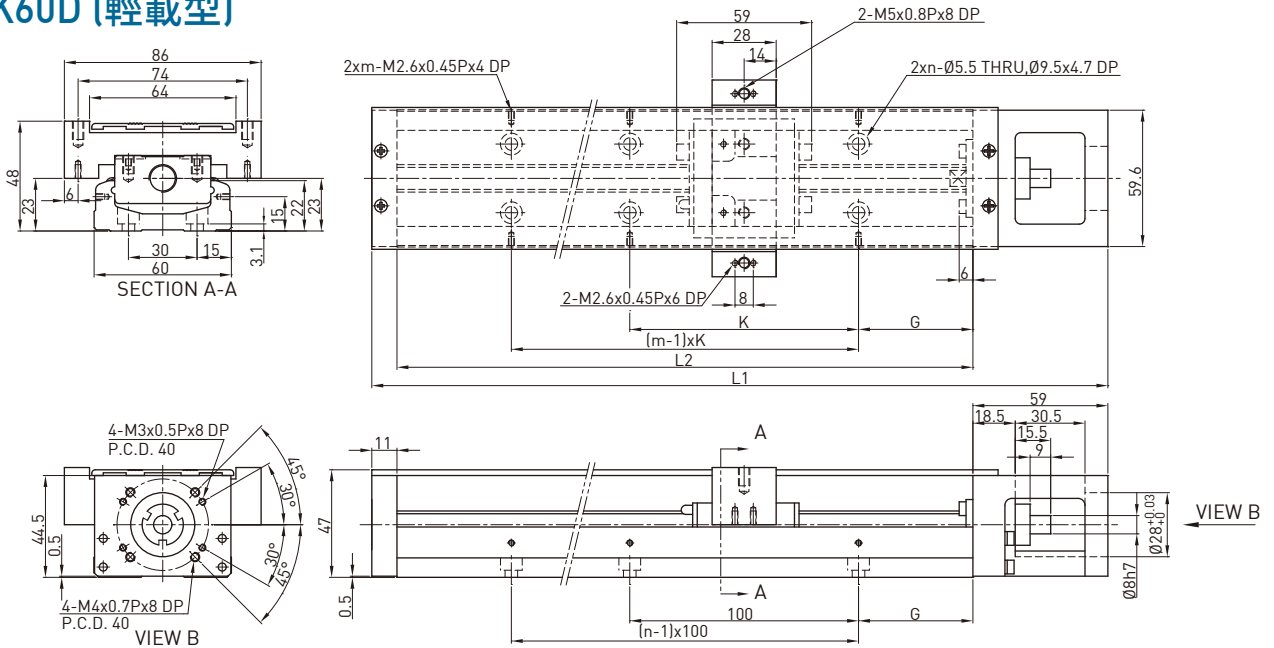 K60D (輕載型)
86
74
64
48
23
6
15
22
23
30
15
3.1
60
SECTION A-A
59
28
14
2-M5x0.8Px8 DP
2xm-M2.6x0.45Px4 DP
2xn-Ø5.5 THRU,Ø9.5x4.7 DP
59.6
6
2-M2.6x0.45Px6 DP
8
K
G
(m-1)xK
L2
L1
4-M3x0.5Px8 DP
P.C.D. 40
45°
30°
30°
45°
44.5
0.5
4-M4x0.7Px8 DP
P.C.D. 40
VIEW B
11
47
0.5
A
A
100
G
(n-1)x100
59
18.5
30.5
15.5
9
Ø28+0.03
+0
Ø8h7
VIEW B